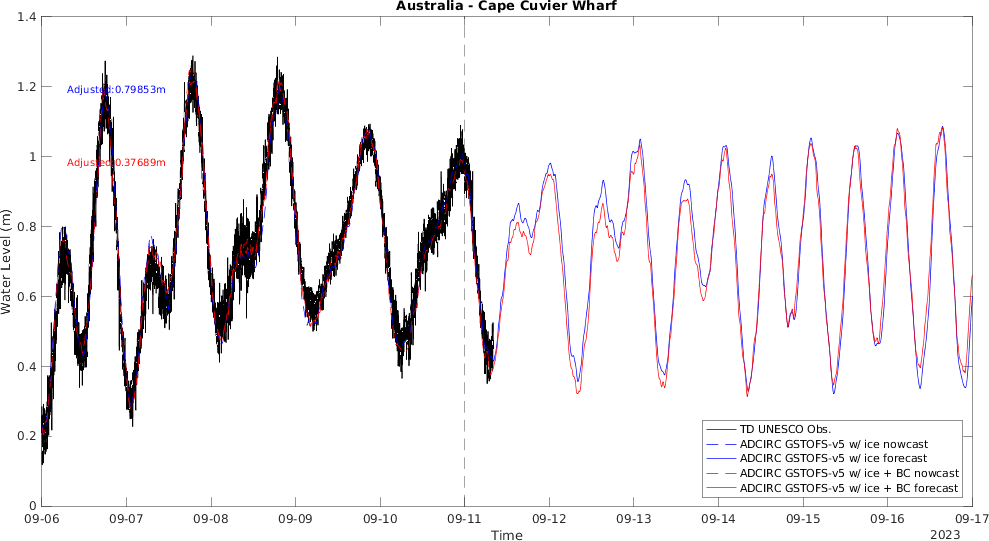 Australia - Cape Cuvier Wharf
1.4
1.2
1
0.8
0.6
0.4
0.2
0
Water Level (m)
Adjusted:0.79853m
Adjusted:0.37689m
TD UNESCO Obs.
ADCIRC GSTOFS-v5 w/ ice nowcast
ADCIRC GSTOFS-v5 w/ ice forecast
ADCIRC GSTOFS-v5 w/ ice + BC nowcast
ADCIRC GSTOFS-v5 w/ ice + BC forecast
09-06 09-07 09-08 09-09 09-10 09-11 09-12 09-13 09-14 09-15 09-16 09-17
Time
2023